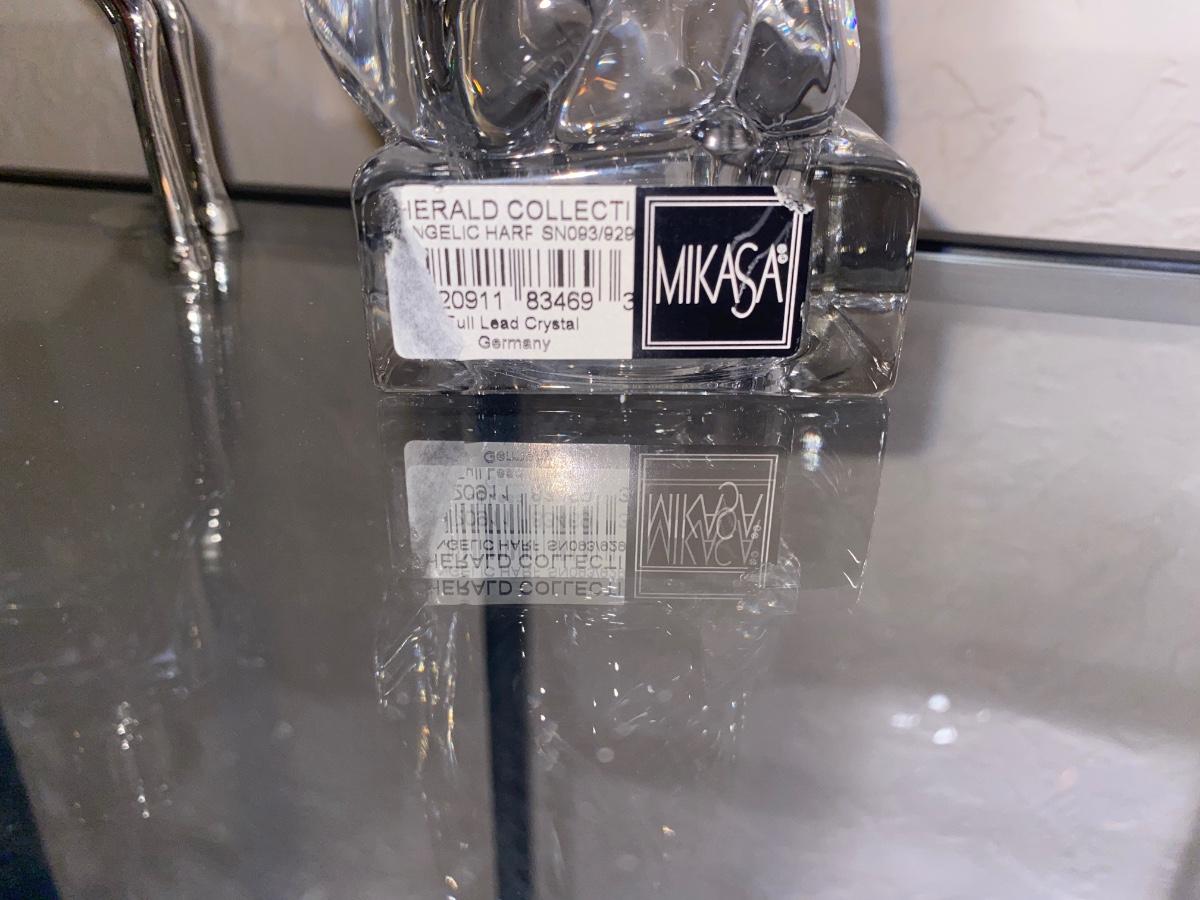 HERALD COLLECTI
NGELIC HARP SN093/929
20911 83469 3
Full Lead Crystal
Germany
MIKASA®